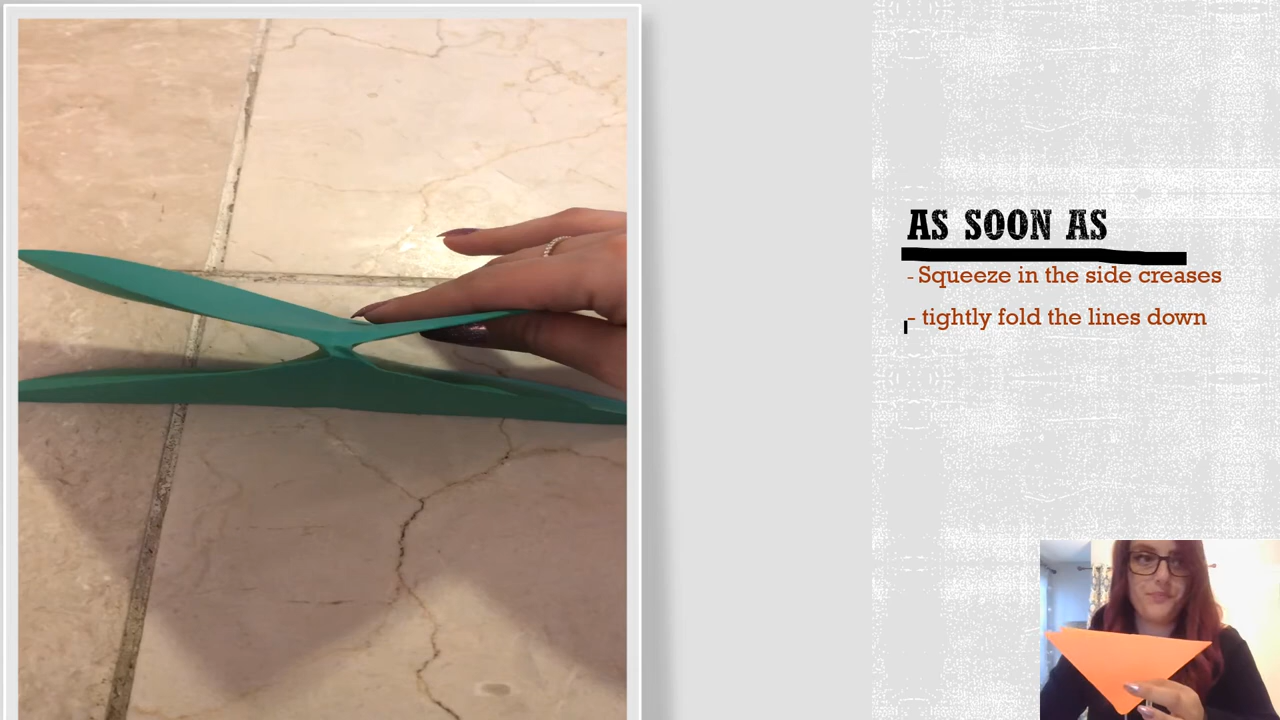 AS SOON AS
- Squeeze in the side creases
- tightly fold the lines down